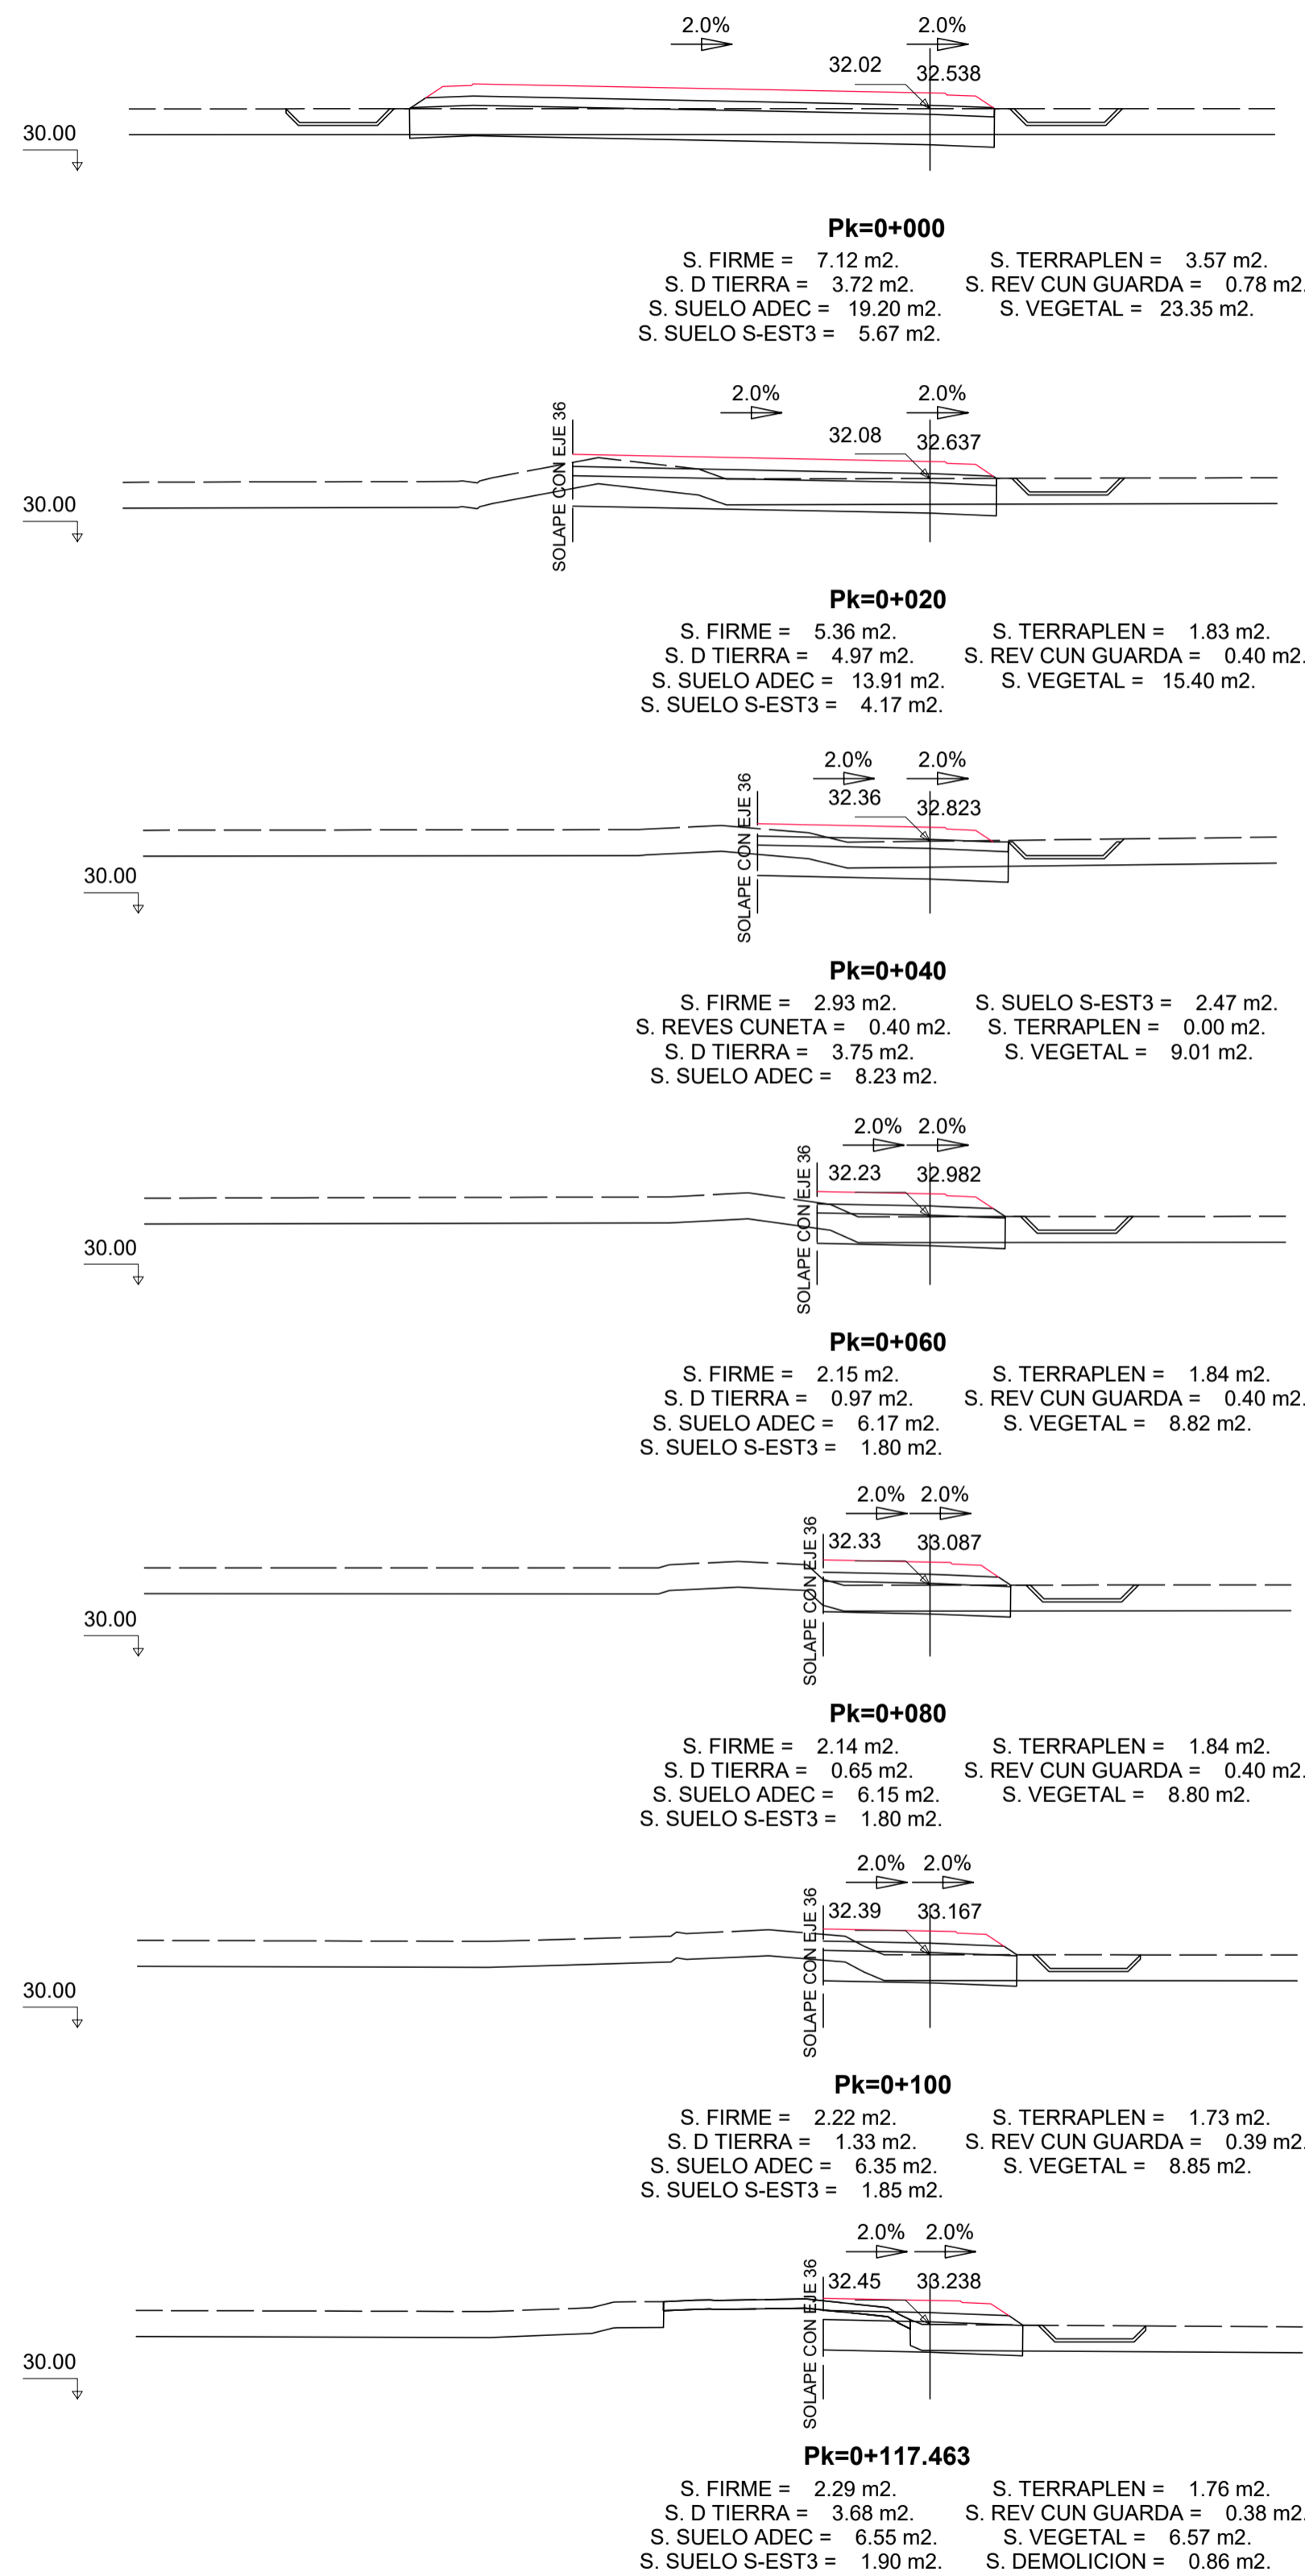 2.0% 2.0%
32.02 32.538
30.00
Pk=0+000
S. FIRME = 7.12 m2. S. TERRAPLEN = 3.57 m2.
S. D TIERRA = 3.72 m2. S. REV CUN GUARDA = 0.78 m2.
S. SUELO ADEC = 19.20 m2. S. VEGETAL = 23.35 m2.
S. SUELO S-EST3 = 5.67 m2.
2.0% 2.0%
SOLAPE CON EJE 36
32.08 32.637
30.00
Pk=0+020
S. FIRME = 5.36 m2. S. TERRAPLEN = 1.83 m2.
S. D TIERRA = 4.97 m2. S. REV CUN GUARDA = 0.40 m2.
S. SUELO ADEC = 13.91 m2. S. VEGETAL = 15.40 m2.
S. SUELO S-EST3 = 4.17 m2.
2.0% 2.0%
SOLAPE CON EJE 36
32.36 32.823
30.00
Pk=0+040
S. FIRME = 2.93 m2. S. SUELO S-EST3 = 2.47 m2.
S. REVES CUNETA = 0.40 m2. S. TERRAPLEN = 0.00 m2.
S. D TIERRA = 3.75 m2. S. VEGETAL = 9.01 m2.
S. SUELO ADEC = 8.23 m2.
2.0% 2.0%
SOLAPE CON EJE 36
32.23 32.982
30.00
Pk=0+060
S. FIRME = 2.15 m2. S. TERRAPLEN = 1.84 m2.
S. D TIERRA = 0.97 m2. S. REV CUN GUARDA = 0.40 m2.
S. SUELO ADEC = 6.17 m2. S. VEGETAL = 8.82 m2.
S. SUELO S-EST3 = 1.80 m2.
2.0% 2.0%
SOLAPE CON EJE 36
32.33 33.087
30.00
Pk=0+080
S. FIRME = 2.14 m2. S. TERRAPLEN = 1.84 m2.
S. D TIERRA = 0.65 m2. S. REV CUN GUARDA = 0.40 m2.
S. SUELO ADEC = 6.15 m2. S. VEGETAL = 8.80 m2.
S. SUELO S-EST3 = 1.80 m2.
2.0% 2.0%
SOLAPE CON EJE 36
32.39 33.167
30.00
Pk=0+100
S. FIRME = 2.22 m2. S. TERRAPLEN = 1.73 m2.
S. D TIERRA = 1.33 m2. S. REV CUN GUARDA = 0.39 m2.
S. SUELO ADEC = 6.35 m2. S. VEGETAL = 8.85 m2.
S. SUELO S-EST3 = 1.85 m2.
2.0% 2.0%
SOLAPE CON EJE 36
32.45 33.238
30.00
Pk=0+117.463
S. FIRME = 2.29 m2. S. TERRAPLEN = 1.76 m2.
S. D TIERRA = 3.68 m2. S. REV CUN GUARDA = 0.38 m2.
S. SUELO ADEC = 6.55 m2. S. VEGETAL = 6.57 m2.
S. SUELO S-EST3 = 1.90 m2. S. DEMOLICION = 0.86 m2.